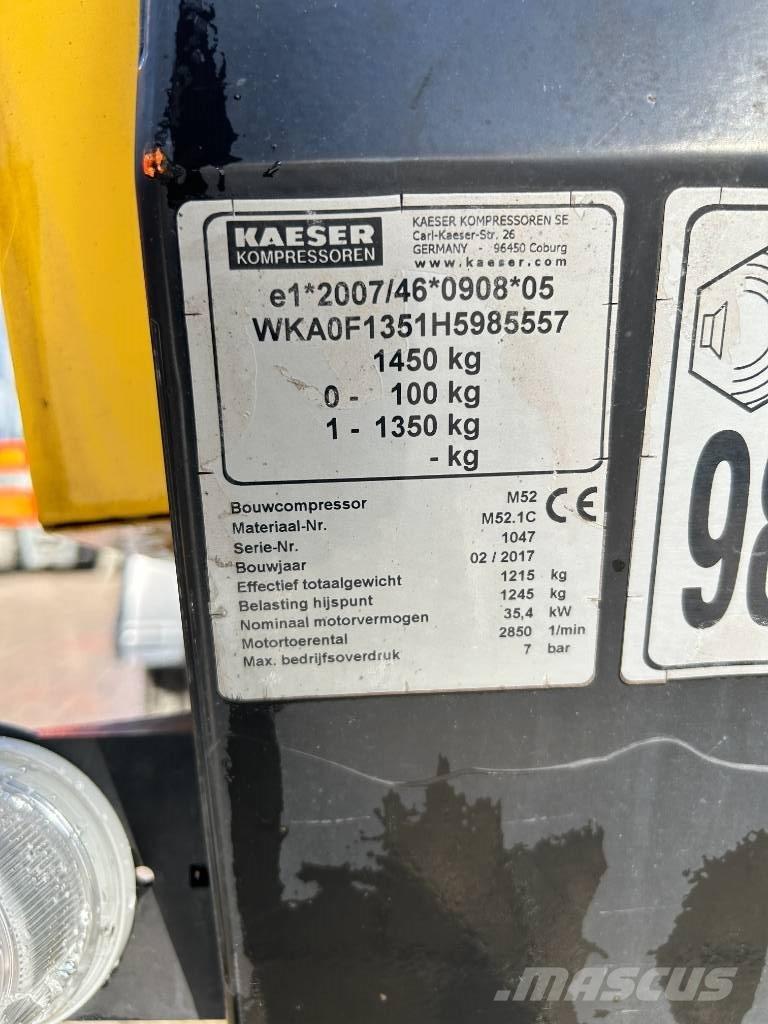 KAESER
KOMPRESSOREN
KAESER KOMPRESSOREN SE
Carl-Kaeser-Str. 26
GERMANY - 96450 Coburg
www.kaeser.com
e1*2007/46*0908*05
WKA0F1351H5985557
1450 kg
0 - 100 kg
1 - 1350 kg
- kg
Bouwcompressor M52
Materiaal-Nr. M52.1C
Serie-Nr. 1047
Bouwjaar 02 / 2017
Effectief totaalgewicht 1215 kg
Belasting hijspunt 1245 kg
Nominaal motorvermogen 35,4 kW
Motortoerental 2850 1/min
Max. bedrijfsoverdruk 7 bar
CE
98
MASCUS